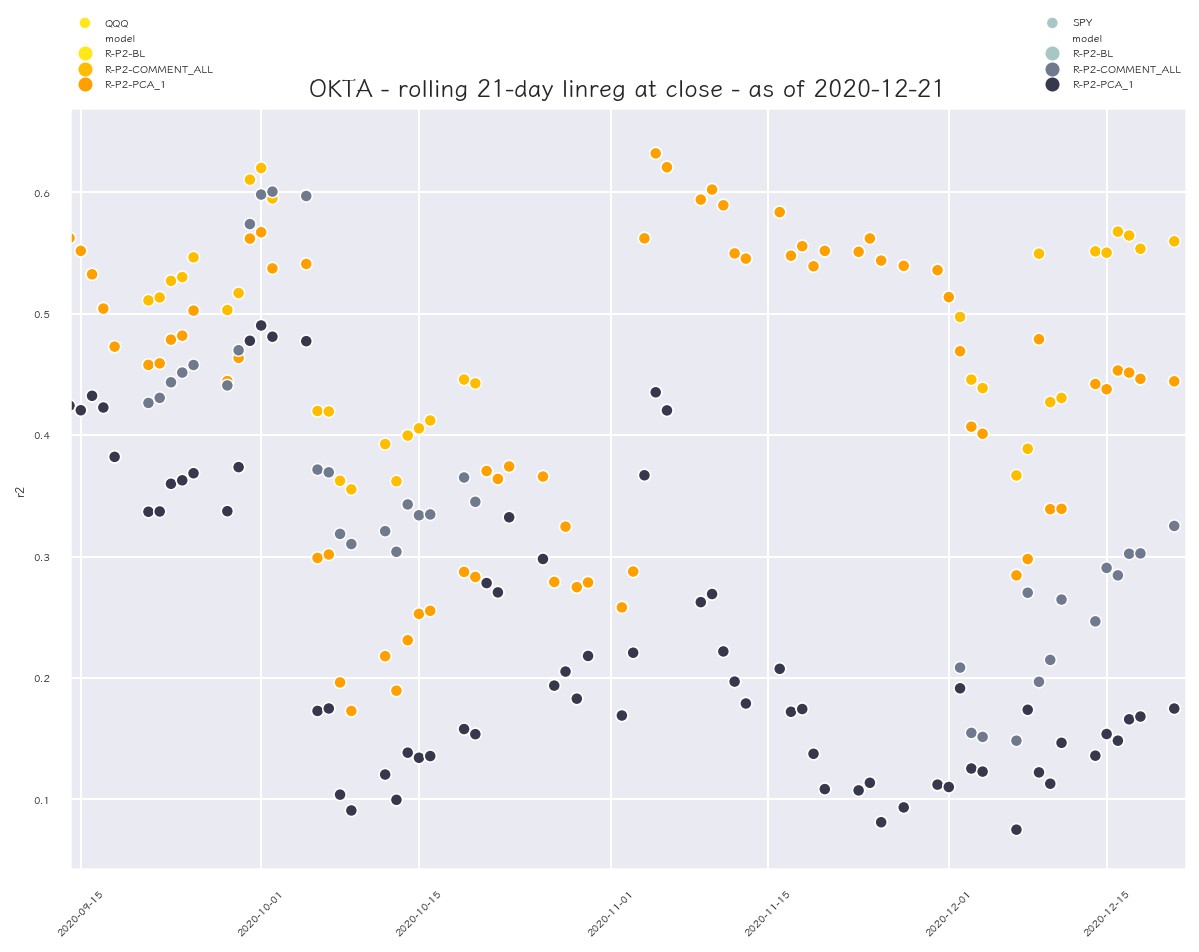 QQQ
model
R-P2-BL
R-P2-COMMENT_ALL
R-P2-PCA_1
SPY
model
R-P2-BL
R-P2-COMMENT_ALL
R-P2-PCA_1
OKTA - rolling 21-day linreg at close - as of 2020-12-21
0.6
0.5
0.4
0.3
0.2
0.1
r2
2020-09-15
2020-10-01
2020-10-15
2020-11-01
2020-11-15
2020-12-01
2020-12-15